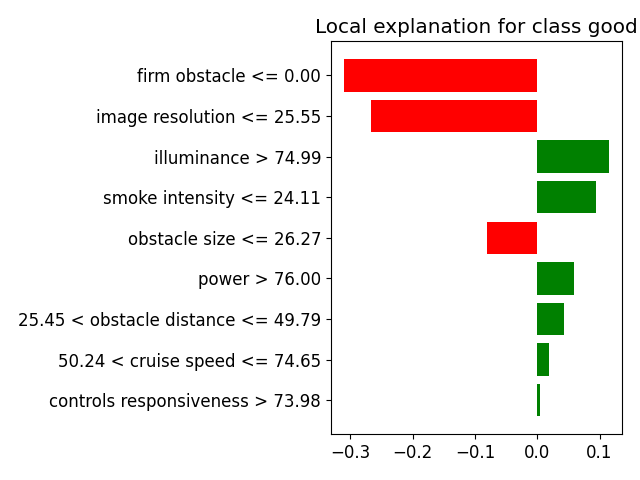 Local explanation for class good
firm obstacle <= 0.00
image resolution <= 25.55
illuminance > 74.99
smoke intensity <= 24.11
obstacle size <= 26.27
power > 76.00
25.45 < obstacle distance <= 49.79
50.24 < cruise speed <= 74.65
controls responsiveness > 73.98
−0.3 −0.2 −0.1 0.0 0.1